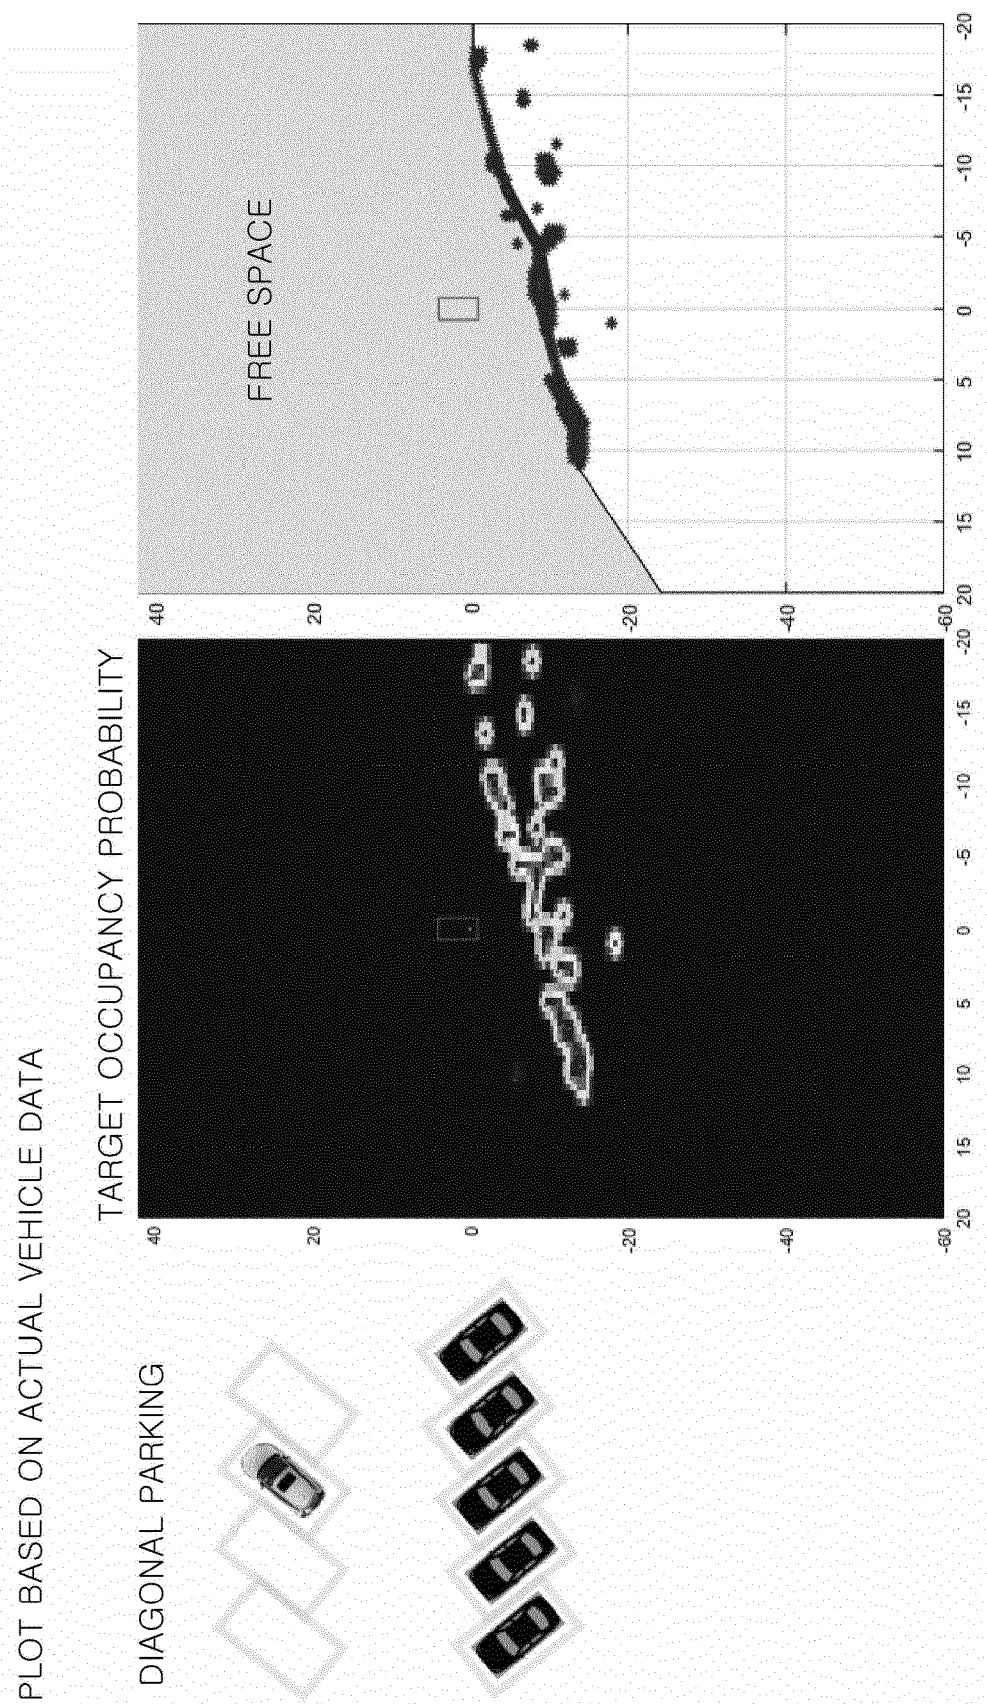 PLOT BASED ON ACTUAL VEHICLE DATA
DIAGONAL PARKING
TARGET OCCUPANCY PROBABILITY
40
20
0
-20
-40
-60
20 15 10 5 0 -5 -10 -15 -20
FREE SPACE
40
20
0
-20
-40
-60
20 15 10 5 0 -5 -10 -15 -20